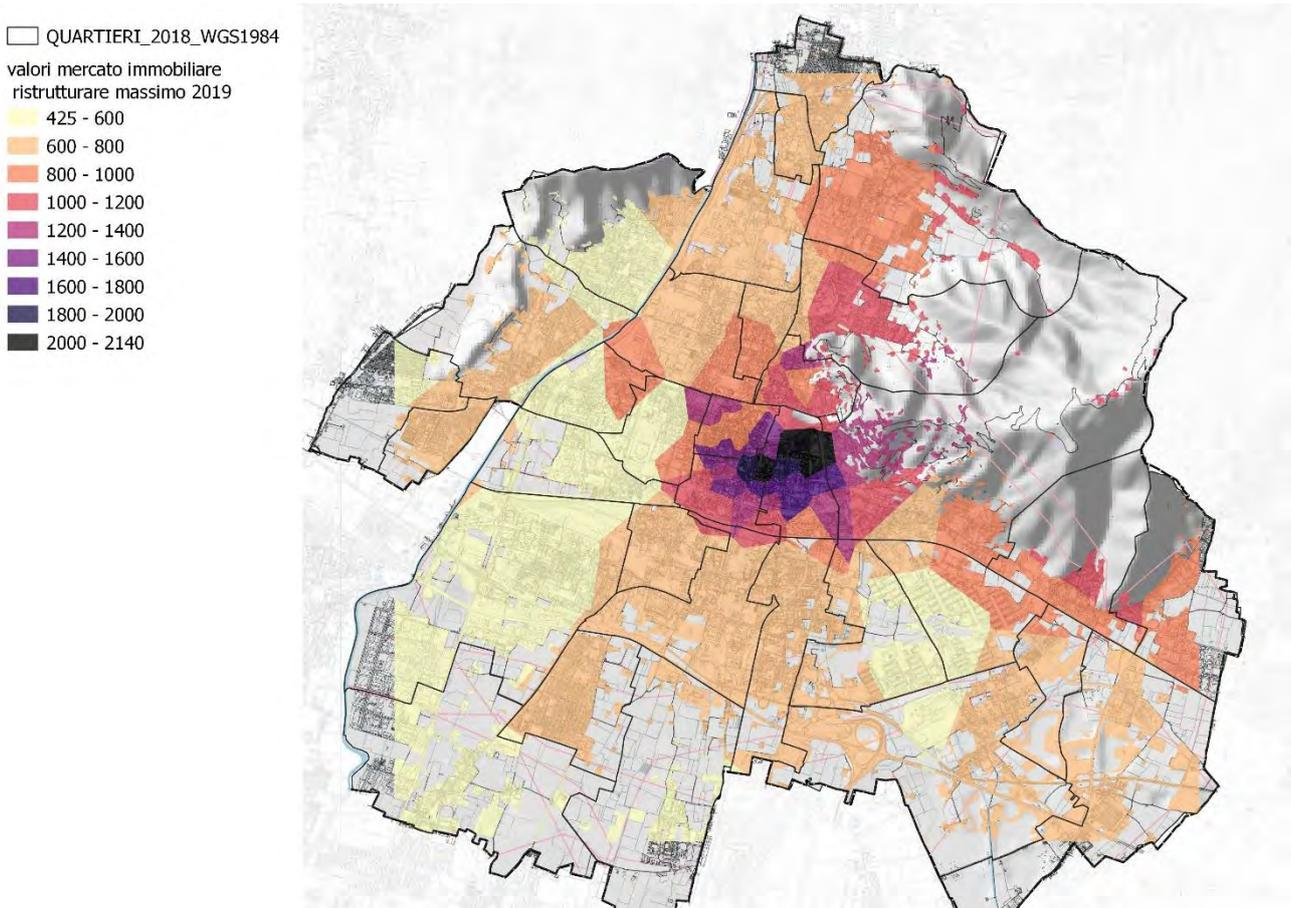 QUARTIERI_2018_WGS1984
valori mercato immobiliare
ristrutturare massimo 2019
425 - 600
600 - 800
800 - 1000
1000 - 1200
1200 - 1400
1400 - 1600
1600 - 1800
1800 - 2000
2000 - 2140